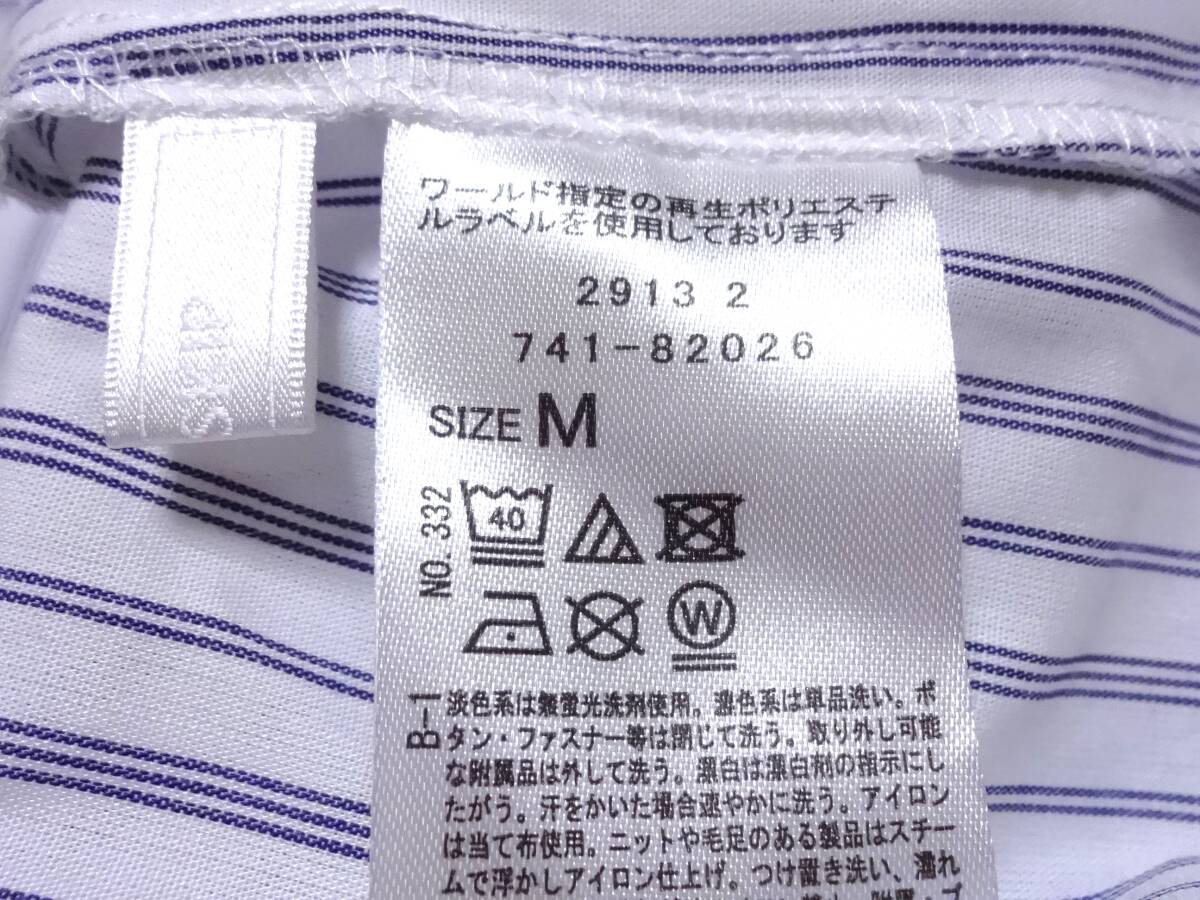 ワールド指定の再生ポリエステ
ルラベルを使用しております
2913 2
741-82026
SIZE M
NO. 332
40
W
B-1
淡色系は無蛍光洗剤使用。濃色系は単品洗い。ボ
タン・ファスナー等は閉じて洗う。取り外し可能
な附属品は外して洗う。漂白は漂白剤の指示にし
たがう。汗をかいた場合速やかに洗う。アイロン
は当て布使用。ニットや毛足のある製品はスチー
ムで浮かしアイロン仕上げ。つけ置き洗い、濡れ